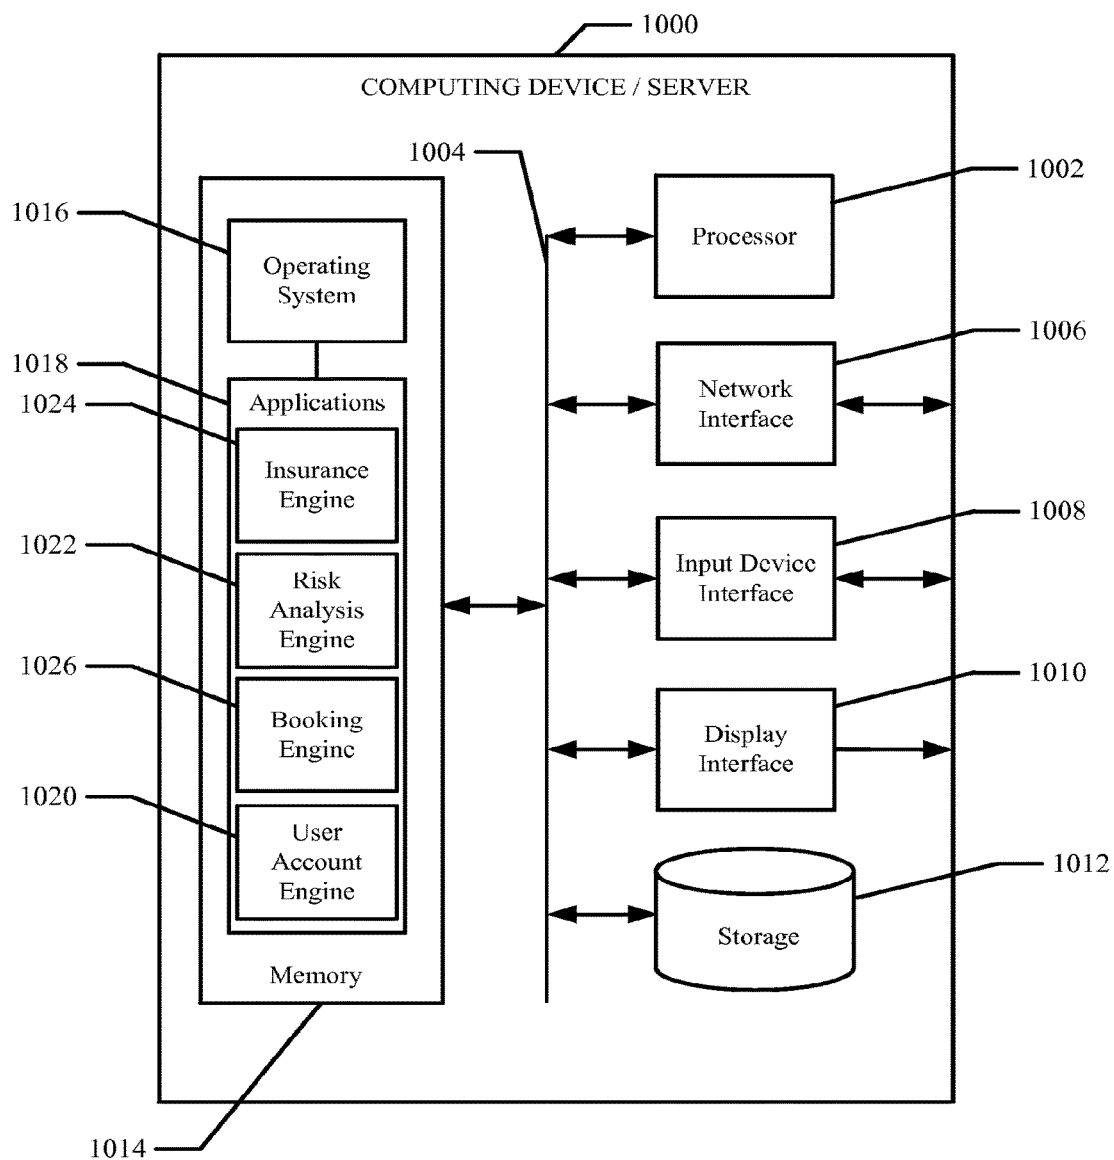 1000
COMPUTING DEVICE / SERVER
1004
1002
1016
Processor
Operating
System
1006
1018
Network
Interface
1024
Applications
Insurance
Engine
1008
1022
Input Device
Interface
Risk
Analysis
Engine
1026
1010
Booking
Engine
Display
Interface
1020
User
Account
Engine
1012
Storage
Memory
1014